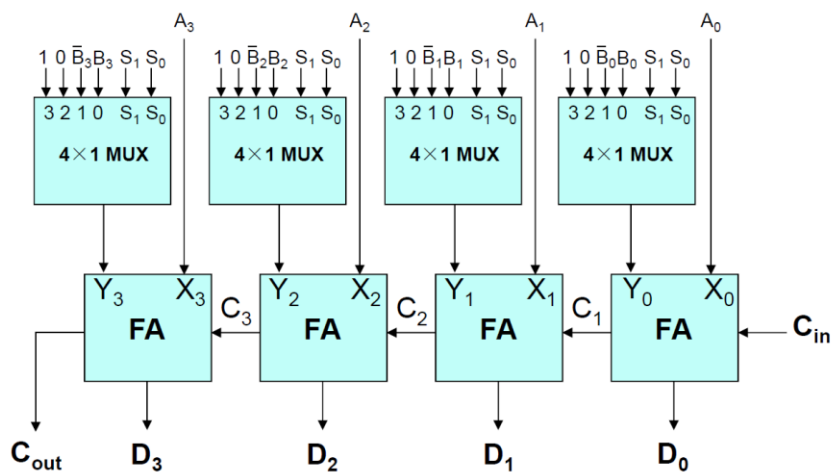 A₃ A₂ A₁ A₀
1 0 B̅₃ B₃ S₁ S₀ 1 0 B̅₂ B₂ S₁ S₀ 1 0 B̅₁ B₁ S₁ S₀ 1 0 B̅₀ B₀ S₁ S₀
3 2 1 0 S₁ S₀ 3 2 1 0 S₁ S₀ 3 2 1 0 S₁ S₀ 3 2 1 0 S₁ S₀
4×1 MUX 4×1 MUX 4×1 MUX 4×1 MUX
Y₃ X₃ Y₂ X₂ Y₁ X₁ Y₀ X₀
FA C₃ FA C₂ FA C₁ FA C_in
C_out D₃ D₂ D₁ D₀